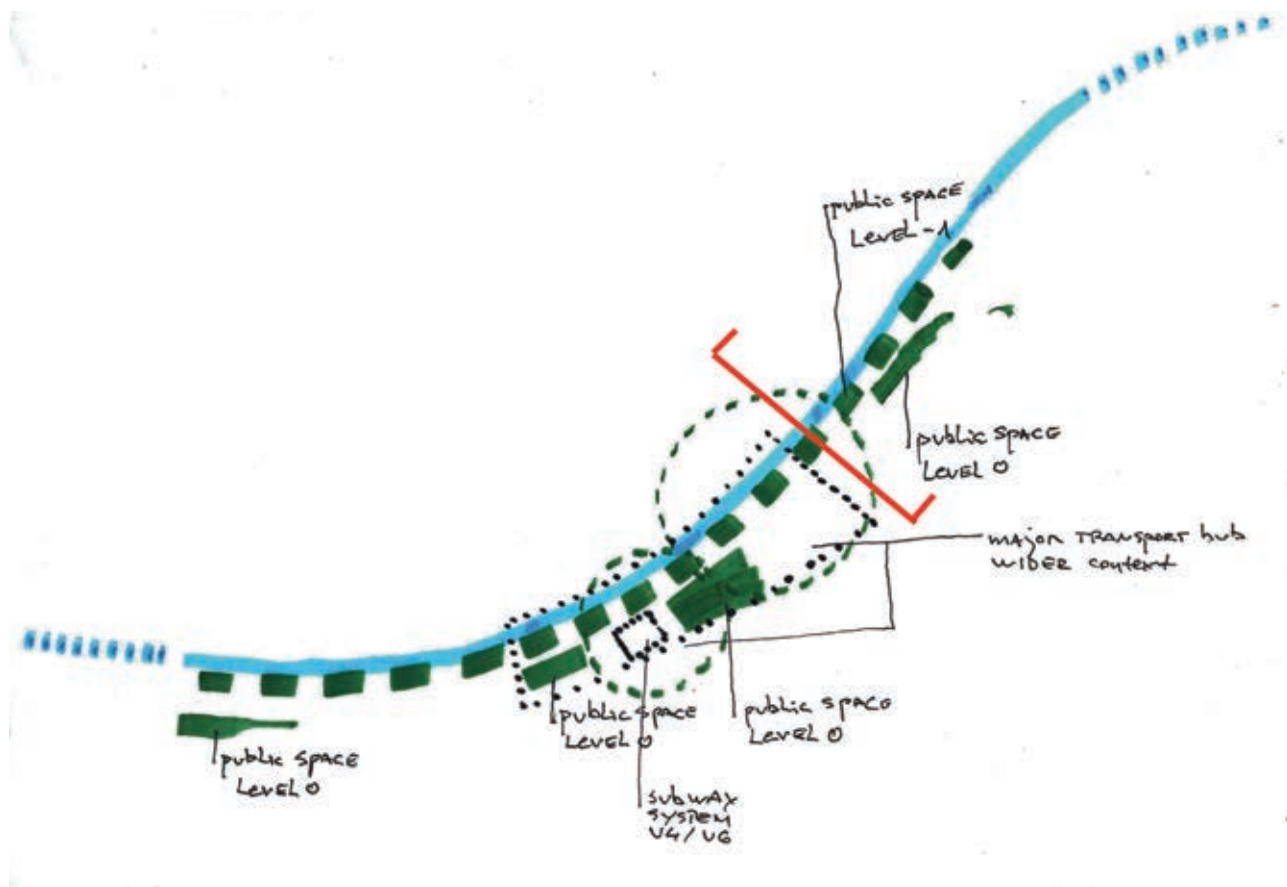 public SPACE
LEVEL -1
public SPACE
LEVEL 0
major TRANSPORT hub
WIDER context
public SPACE
LEVEL 0
public SPACE
LEVEL 0
public SPACE
LEVEL 0
SUBWAY
SYSTEM
U4/U6